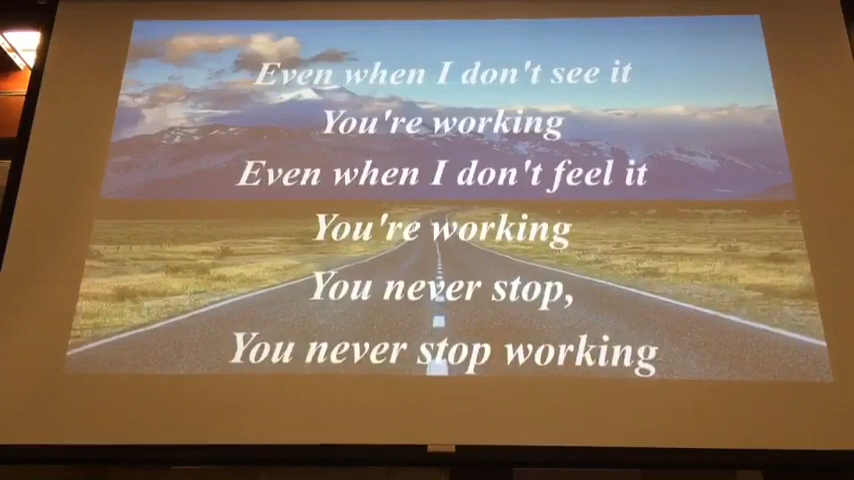 Even when I don't see it
You're working
Even when I don't feel it
You're working
You never stop,
You never stop working